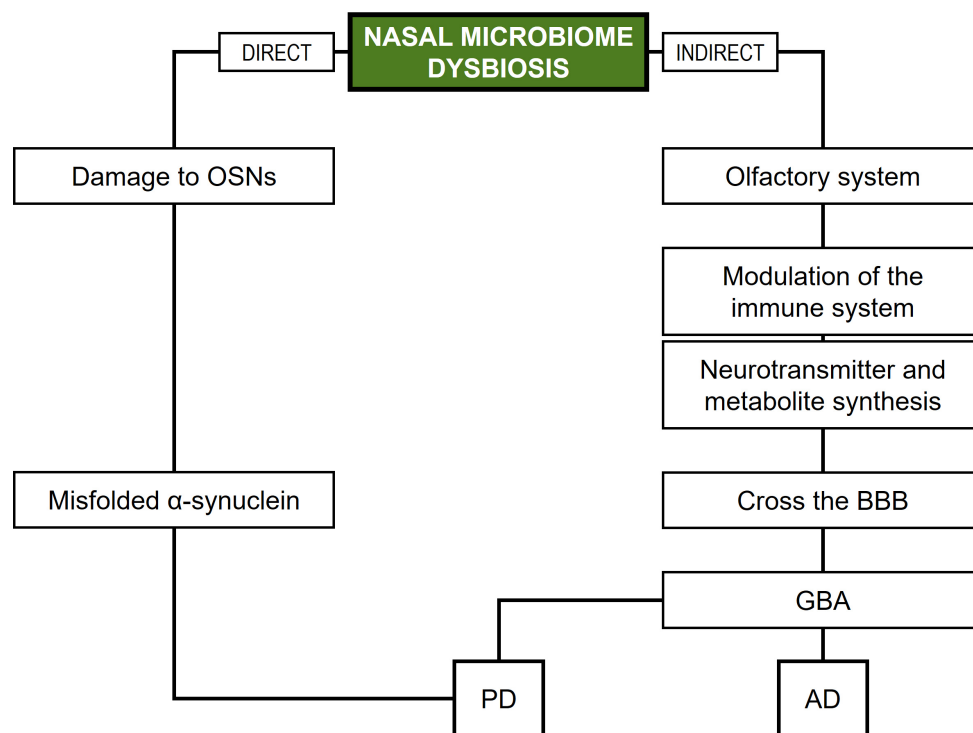 DIRECT
NASAL MICROBIOME
DYSBIOSIS
INDIRECT
Damage to OSNs
Olfactory system
Modulation of the
immune system
Neurotransmitter and
metabolite synthesis
Misfolded α-synuclein
Cross the BBB
GBA
PD
AD